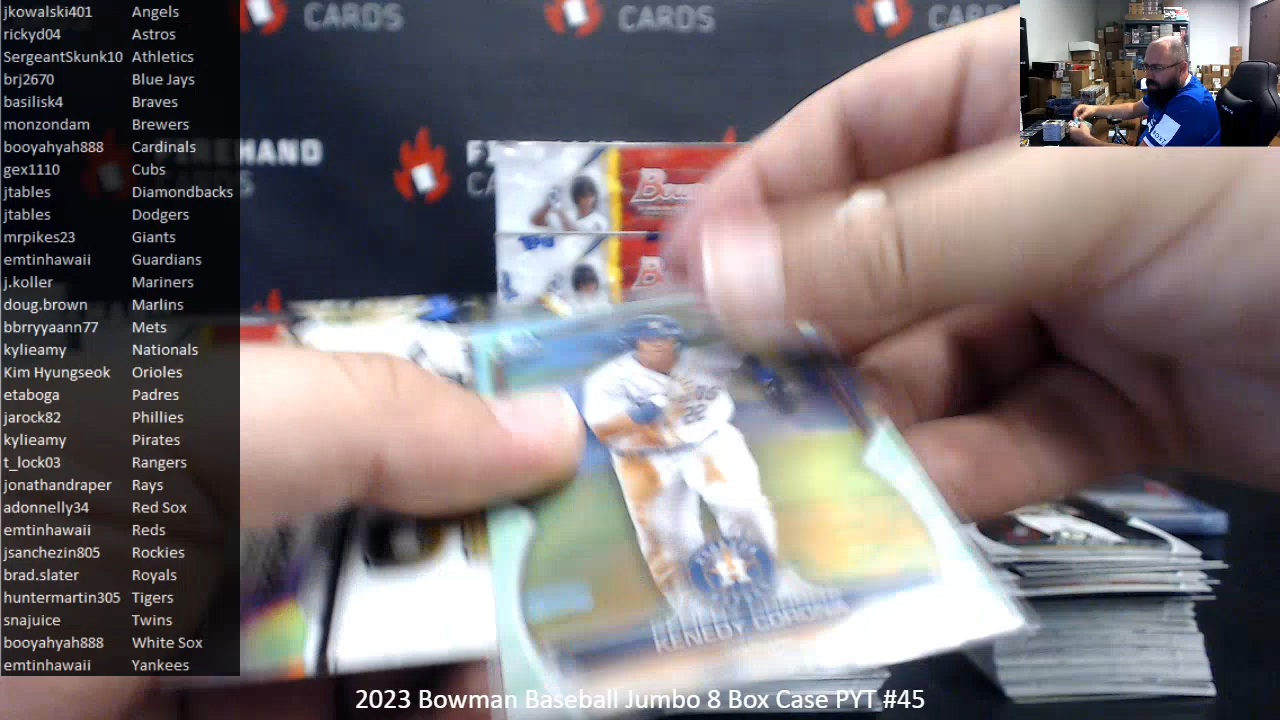 jkowalski401 Angels
rickyd04 Astros
SergeantSkunk10 Athletics
brj2670 Blue Jays
basilisk4 Braves
monzondam Brewers
booyahyah888 Cardinals
gex1110 Cubs
jtables Diamondbacks
jtables Dodgers
mrpikes23 Giants
emtinhawaii Guardians
j.koller Mariners
doug.brown Marlins
bbrryyaann77 Mets
kylieamy Nationals
Kim Hyungseok Orioles
etaboga Padres
jarock82 Phillies
kylieamy Pirates
t_lock03 Rangers
jonathandraper Rays
adonnelly34 Red Sox
emtinhawaii Reds
jsanchezin805 Rockies
brad.slater Royals
huntermartin305 Tigers
snajuice Twins
booyahyah888 White Sox
emtinhawaii Yankees
CARDS
CARDS
CARDS
FIREHAND
CARDS
KENEDY
2023 Bowman Baseball Jumbo 8 Box Case PYT #45